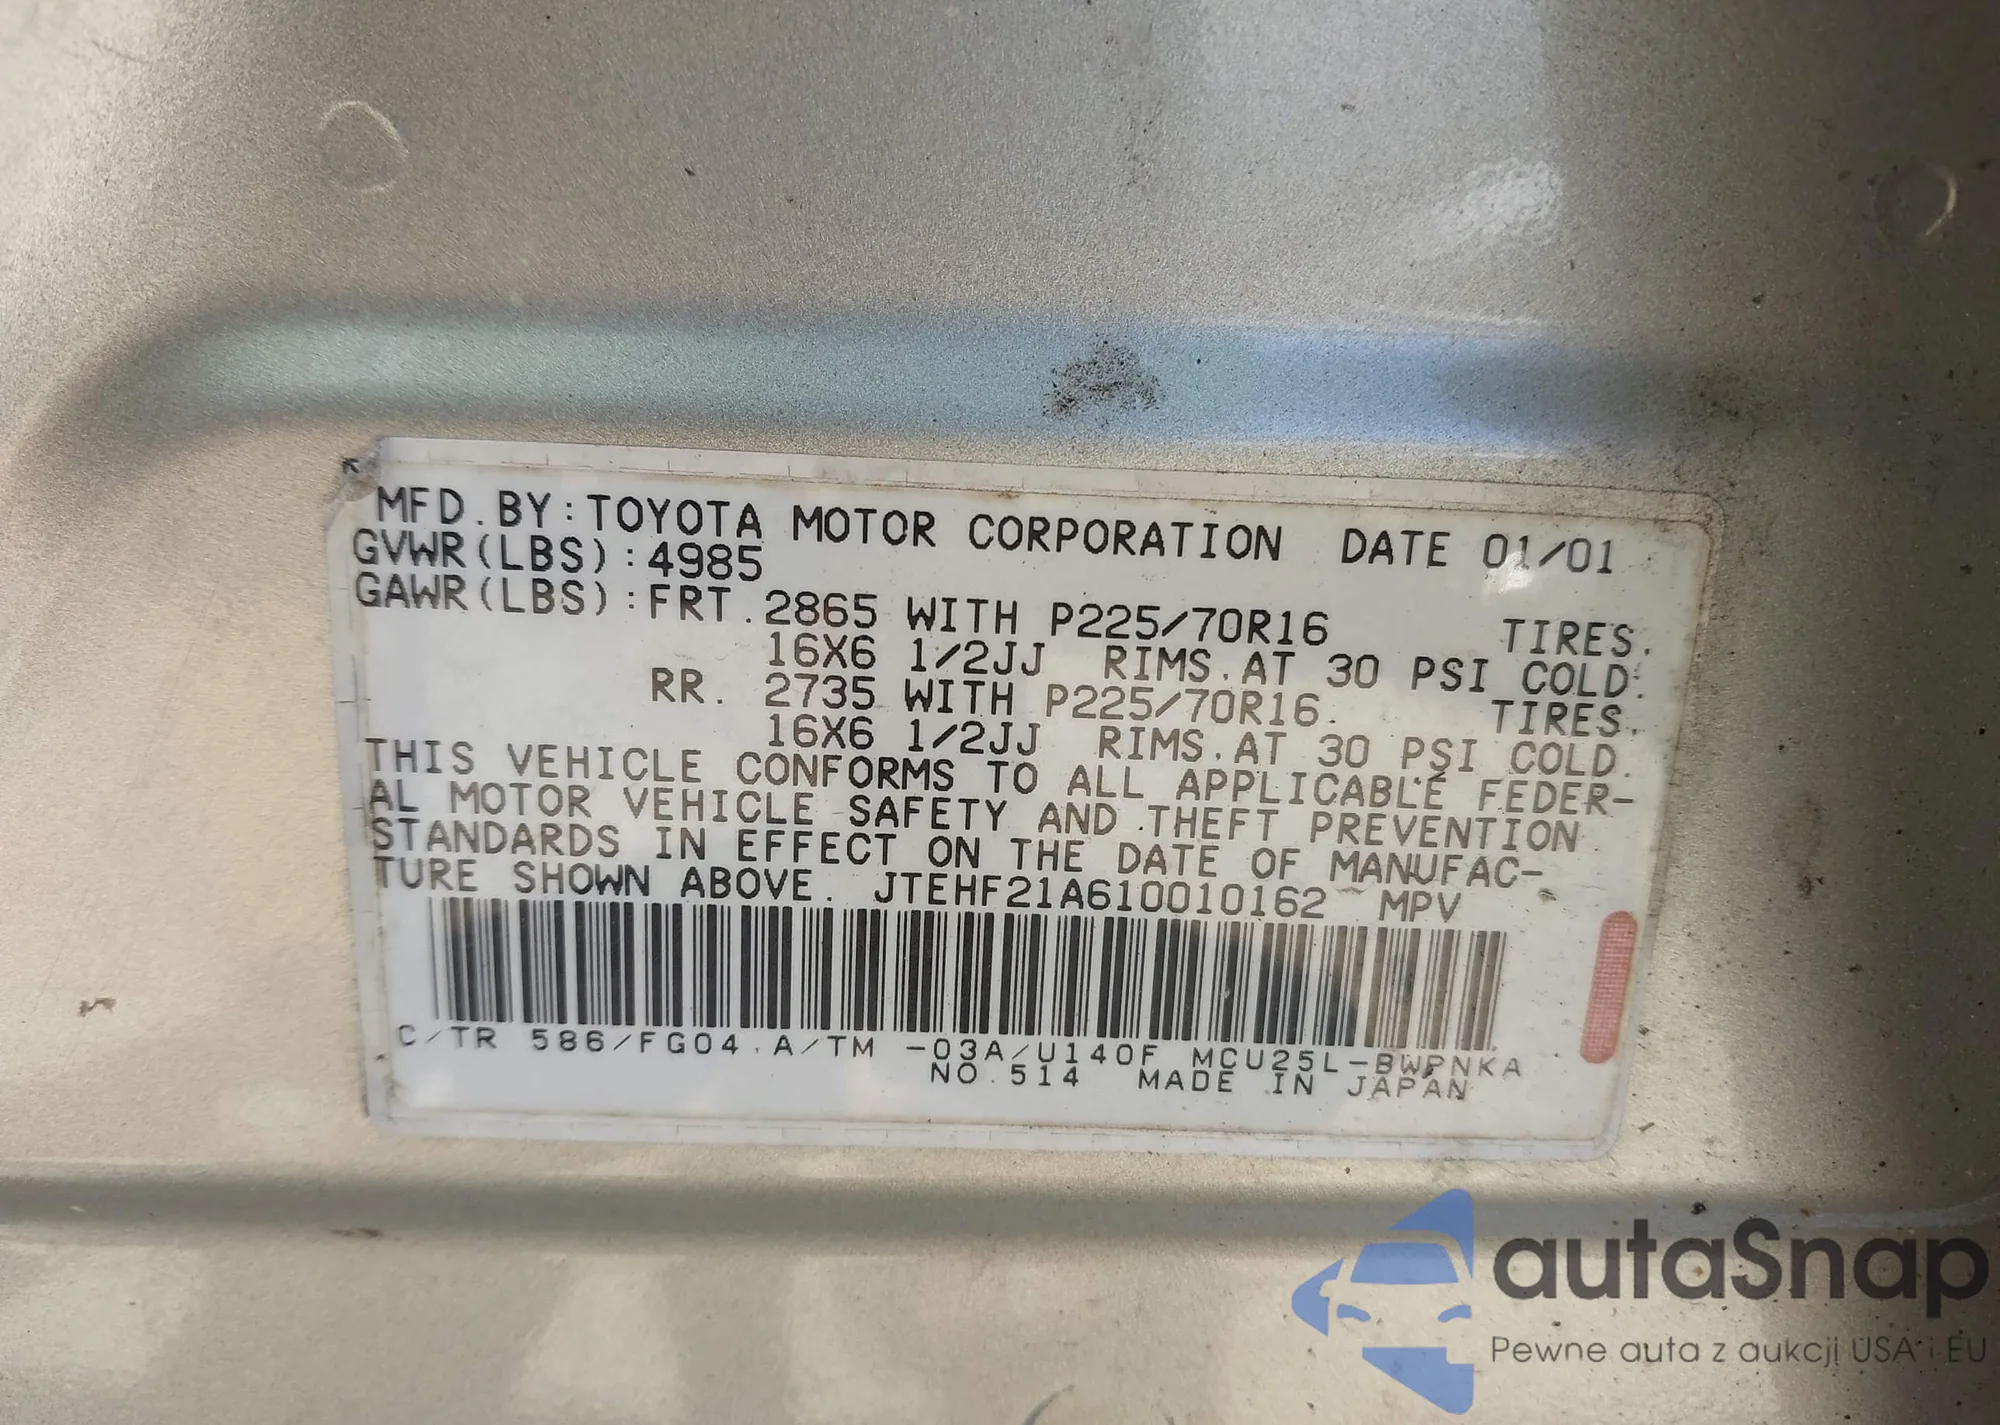 MFD. BY: TOYOTA MOTOR CORPORATION DATE 01/01
GVWR(LBS): 4985
GAWR(LBS): FRT. 2865 WITH P225/70R16 TIRES.
16X6 1/2JJ RIMS. AT 30 PSI COLD.
RR. 2735 WITH P225/70R16. TIRES.
16X6 1/2JJ RIMS. AT 30 PSI COLD.
THIS VEHICLE CONFORMS TO ALL APPLICABLE FEDER-
AL MOTOR VEHICLE SAFETY AND THEFT PREVENTION
STANDARDS IN EFFECT ON THE DATE OF MANUFAC-
TURE SHOWN ABOVE. JTEHF21A610010162 MPV
C/TR 586/FG04. A/TM -03A/U140F MCU25L-BWPNKA
NO.514 MADE IN JAPAN
autaSnap
Pewne auta z aukcji USA i EU